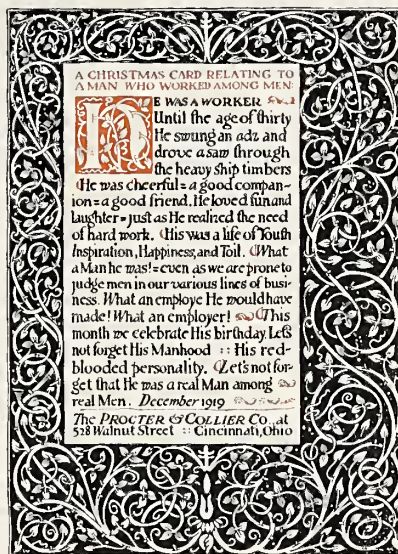 A CHRISTMAS CARD RELATING TO
A MAN WHO WORKED AMONG MEN:
HE WAS A WORKER
Until the age of thirty
He swung an adz and
drove a saw through
the heavy ship timbers
He was cheerful = a good compan-
ion = a good friend. He loved fun and
laughter = just as He realized the need
of hard work. His was a life of Youth
Inspiration, Happiness, and Toil. What
a Man he was! = even as we are prone to
judge men in our various lines of busi-
ness. What an employe He would have
made! What an employer! This
month we celebrate His birthday. Let's
not forget His Manhood :: His red-
blooded personality. Let's not for-
get that He was a real Man among
real Men. December 1919
The PROCTER & COLLIER Co., at
528 Walnut Street :: Cincinnati, Ohio